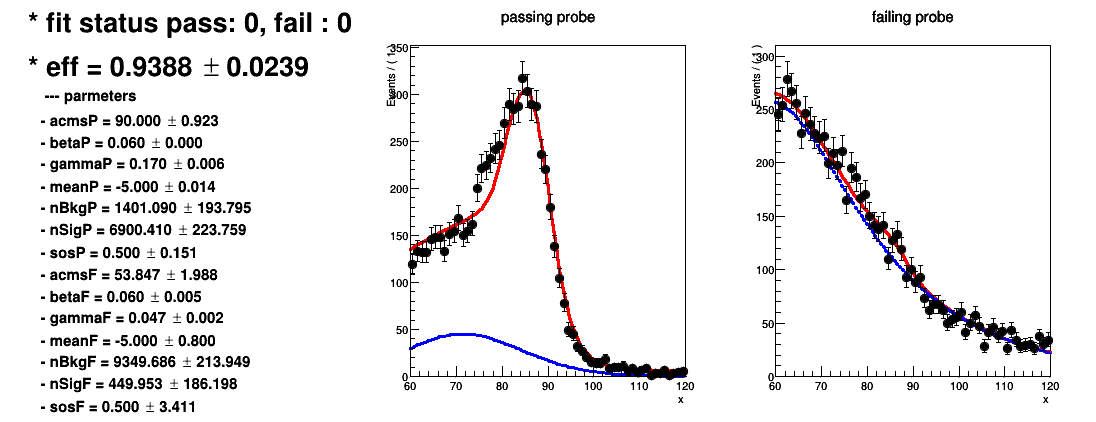 * fit status pass: 0, fail : 0
* eff = 0.9388 ± 0.0239
--- parmeters
- acmsP = 90.000 ± 0.923
- betaP = 0.060 ± 0.000
- gammaP = 0.170 ± 0.006
- meanP = -5.000 ± 0.014
- nBkgP = 1401.090 ± 193.795
- nSigP = 6900.410 ± 223.759
- sosP = 0.500 ± 0.151
- acmsF = 53.847 ± 1.988
- betaF = 0.060 ± 0.005
- gammaF = 0.047 ± 0.002
- meanF = -5.000 ± 0.800
- nBkgF = 9349.686 ± 213.949
- nSigF = 449.953 ± 186.198
- sosF = 0.500 ± 3.411
passing probe
Events / ( 1 )
350
300
250
200
150
100
50
0
60 70 80 90 100 110 120
x
failing probe
Events / ( 1 )
300
250
200
150
100
50
0
60 70 80 90 100 110 120
x